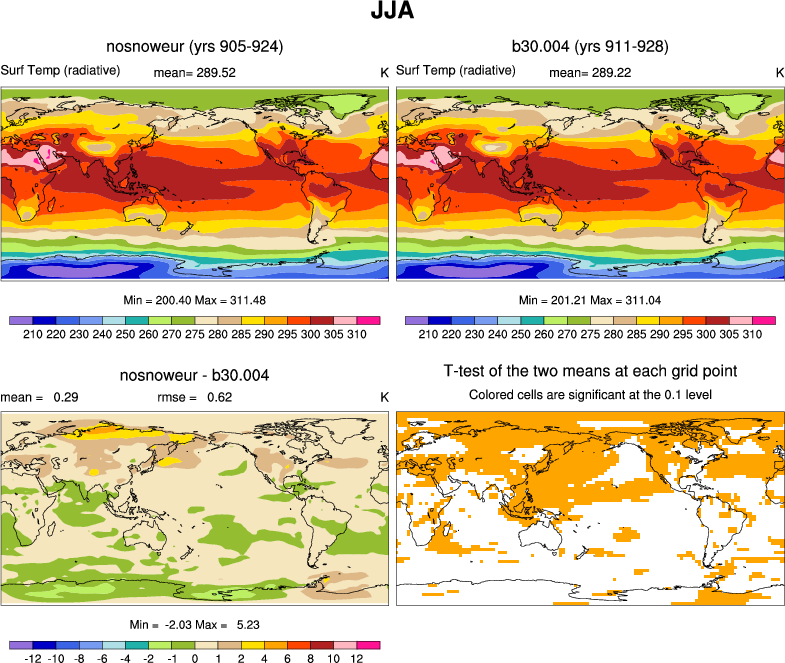 JJA
nosnoweur (yrs 905-924)
Surf Temp (radiative) mean= 289.52 K
Min = 200.40 Max = 311.48
210 220 230 240 250 260 270 275 280 285 290 295 300 305 310
b30.004 (yrs 911-928)
Surf Temp (radiative) mean= 289.22 K
Min = 201.21 Max = 311.04
210 220 230 240 250 260 270 275 280 285 290 295 300 305 310
nosnoweur - b30.004
mean = 0.29 rmse = 0.62 K
Min = -2.03 Max = 5.23
-12 -10 -8 -6 -4 -2 -1 0 1 2 4 6 8 10 12
T-test of the two means at each grid point
Colored cells are significant at the 0.1 level